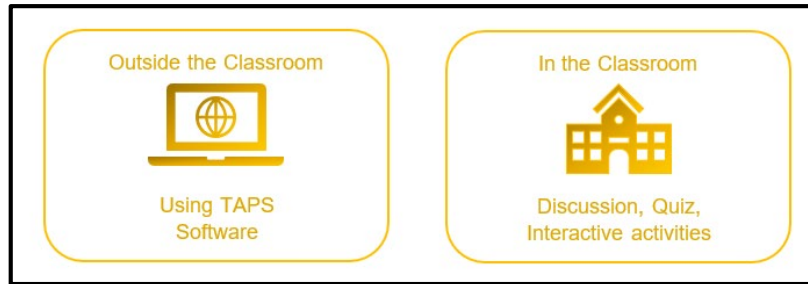 Outside the Classroom
Using TAPS
Software
In the Classroom
Discussion, Quiz,
Interactive activities